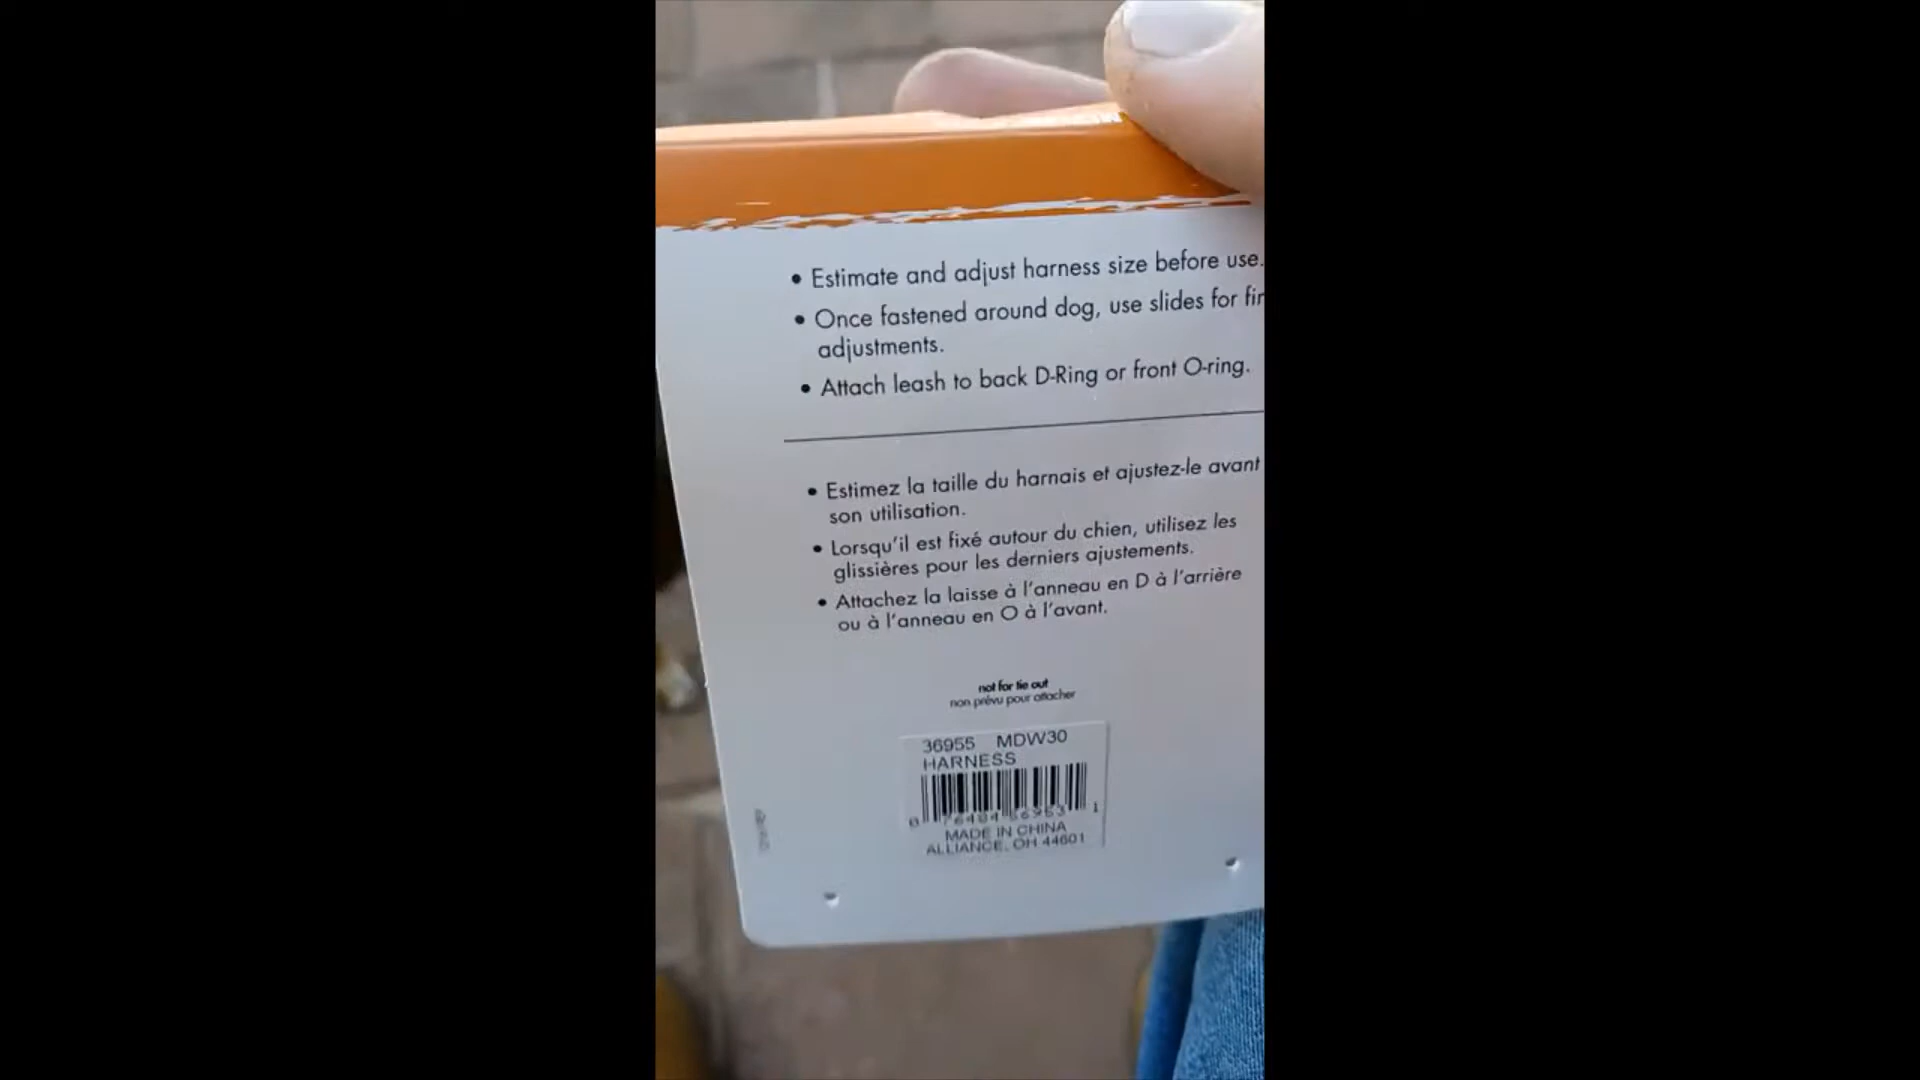 • Estimate and adjust harness size before use.
• Once fastened around dog, use slides for
adjustments.
• Attach leash to back D-Ring or front O-ring.
• Estimez la taille du harnais et ajustez-le avant
son utilisation.
• Lorsqu'il est fixé autour du chien, utilisez les
glissières pour les derniers ajustements.
• Attachez la laisse à l'anneau en D à l'arrière
ou à l'anneau en O à l'avant.
not for tie out
non prévu pour attacher
36955 MDW30
HARNESS
0 76484 1
MADE IN CHINA
ALLIANCE, OH 44601